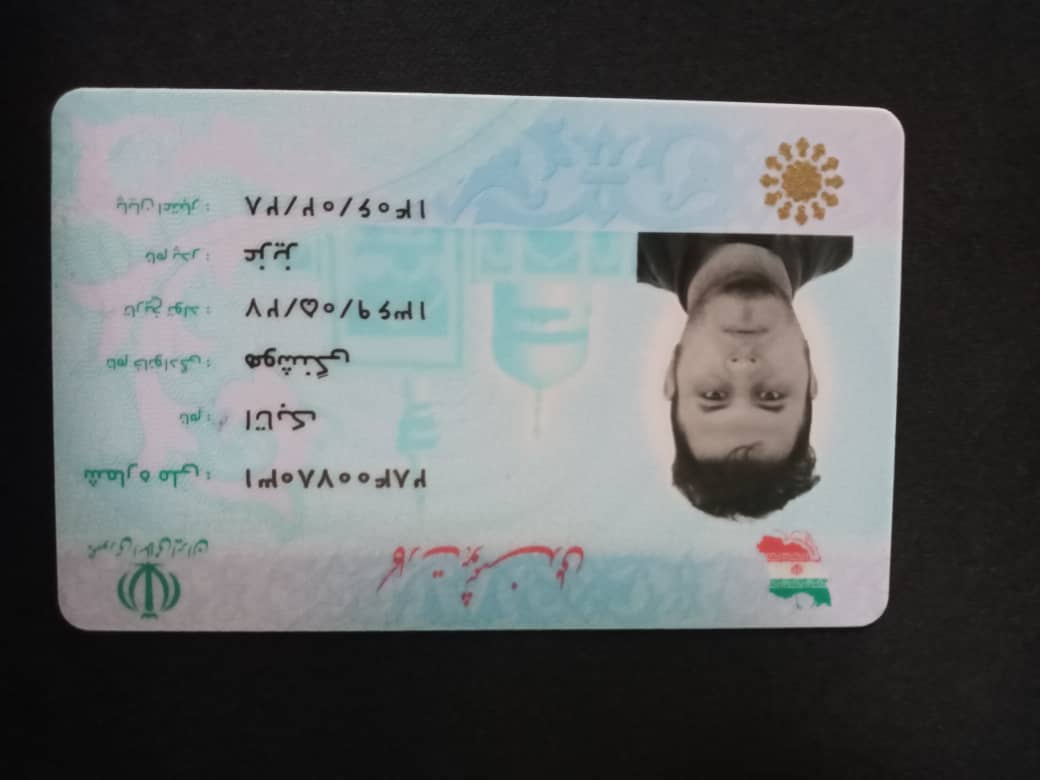 جمهوری اسلامی ایران
کارت هوشمند ملی
شماره ملی : ۲۸۴۰۰۷۸۰۳۱
نام : اتابک
نام خانوادگی : هوشنگی
تاریخ تولد : ۱۳۶۹/۰۵/۲۷
نام پدر : عزیز
پایان اعتبار : ۱۴۰۶/۰۲/۲۸